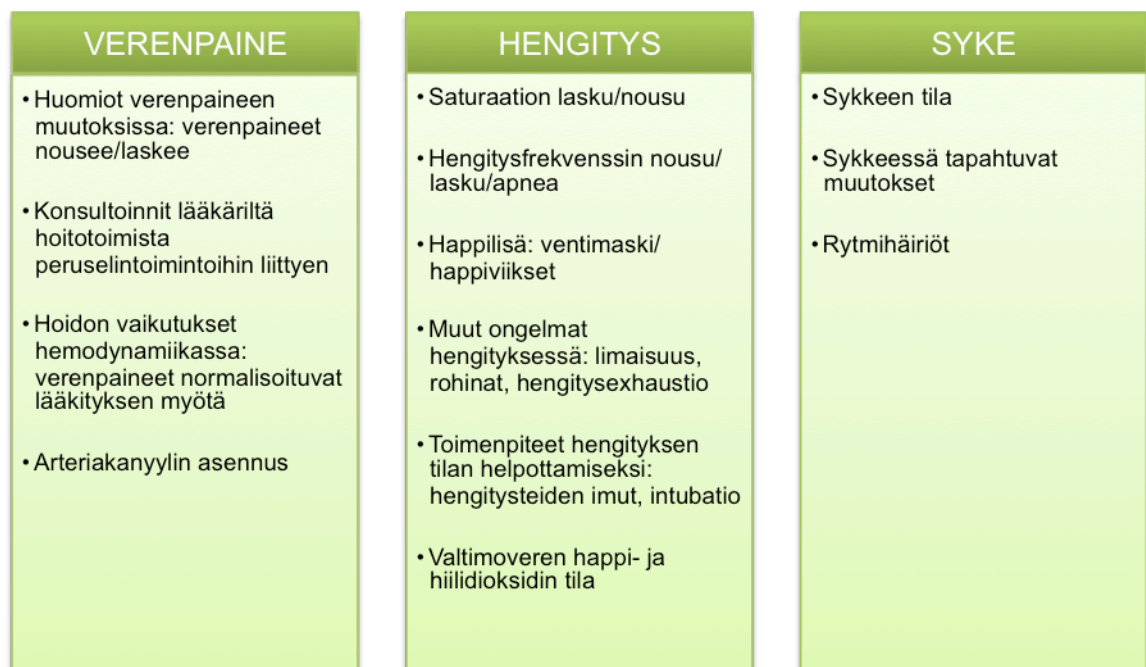 VERENPAINE
• Huomiot verenpaineen
muutoksissa: verenpaineet
nousee/laskee
• Konsultoinnit lääkäriltä
hoitotoimista
peruselintoimintoihin liittyen
• Hoidon vaikutukset
hemodynamiikassa:
verenpaineet normalisoituvat
lääkityksen myötä
• Arteriakanyylin asennus
HENGITYS
• Saturaation lasku/nousu
• Hengitysfrekvenssin nousu/
lasku/apnea
• Happilisä: ventimaski/
happiviikset
• Muut ongelmat
hengityksessä: limaisuus,
rohinat, hengitysexhaustio
• Toimenpiteet hengityksen
tilan helpottamiseksi:
hengitysteiden imut, intubatio
• Valtimoveren happi- ja
hiilidioksidin tila
SYKE
• Sykkeen tila
• Sykkeessä tapahtuvat
muutokset
• Rytmihäiriöt